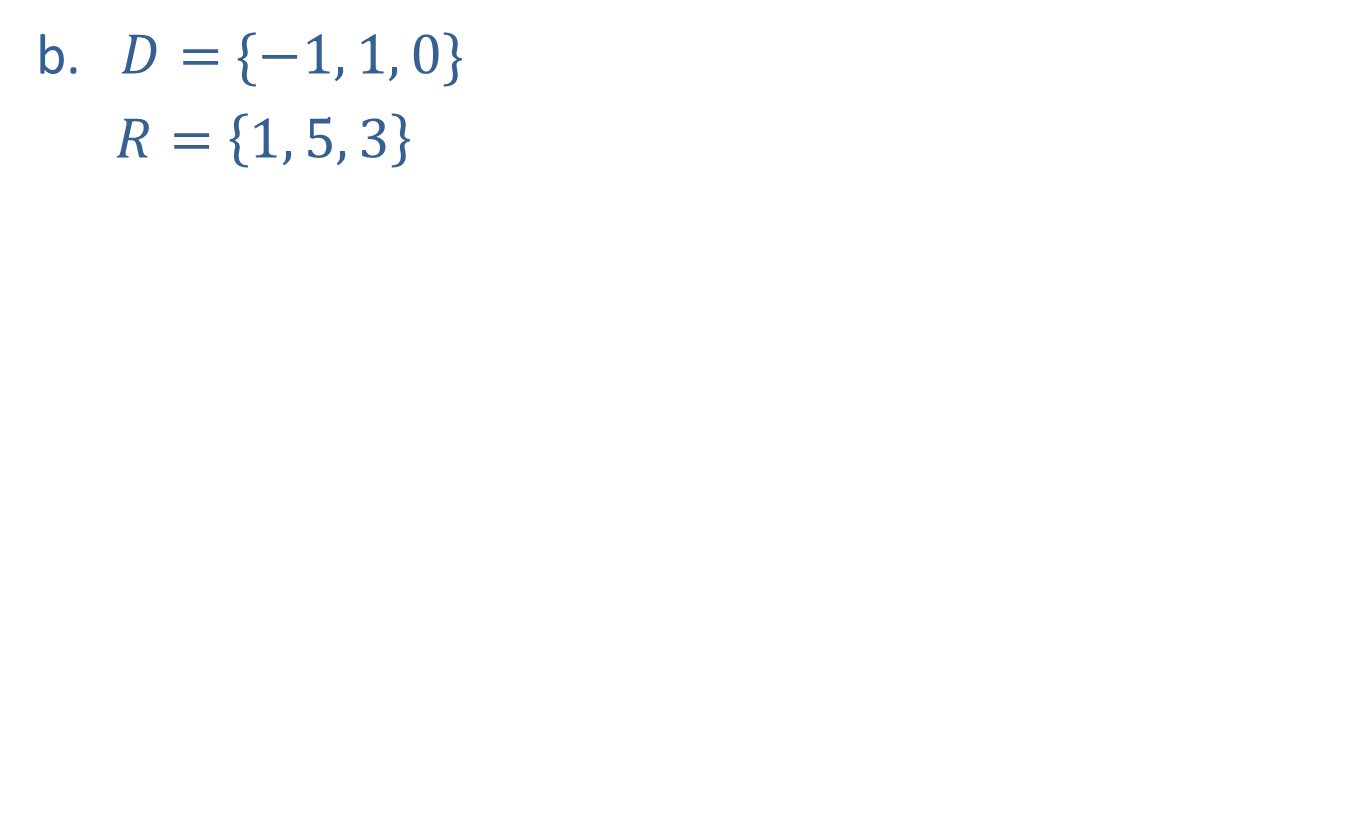 b. D = {−1, 1, 0}
R = {1, 5, 3}